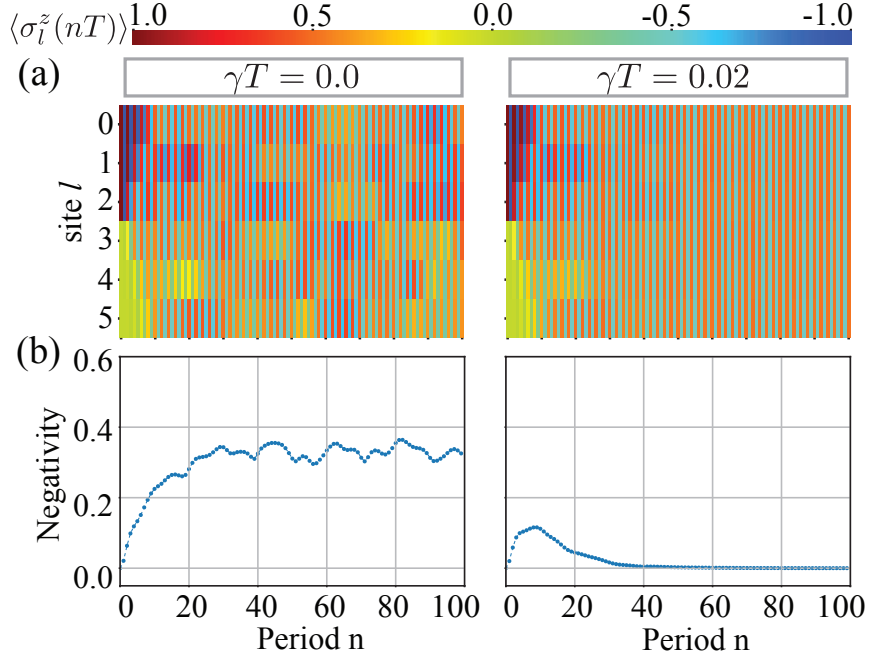 ⟨σ_l^z(nT)⟩ 1.0 0.5 0.0 -0.5 -1.0
(a) γT = 0.0 γT = 0.02
0
1
2
3
4
5
site l
(b)
0.6
0.4
0.2
0.0
Negativity
0 20 40 60 80 100 0 20 40 60 80 100
Period n Period n